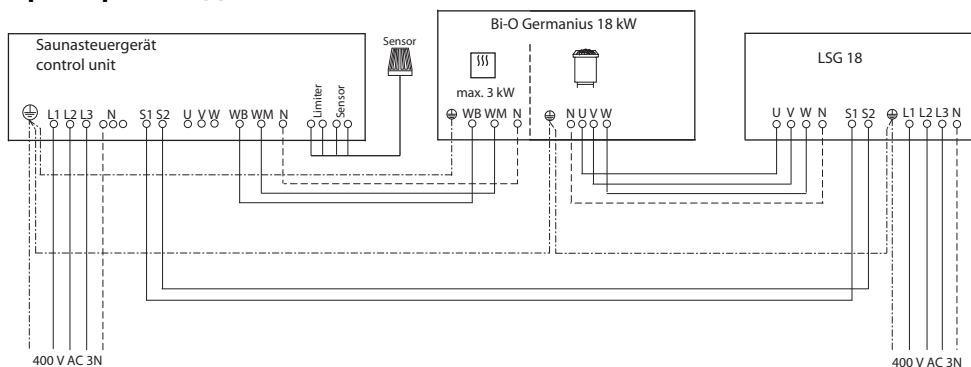 Saunasteuergerät
control unit
L1 L2 L3 N S1 S2 U V W WB WM N Limiter Sensor
Sensor
Bi-O Germanius 18 kW
max. 3 kW
WB WM N N U V W
LSG 18
U V W N S1 S2 L1 L2 L3 N
400 V AC 3N
400 V AC 3N